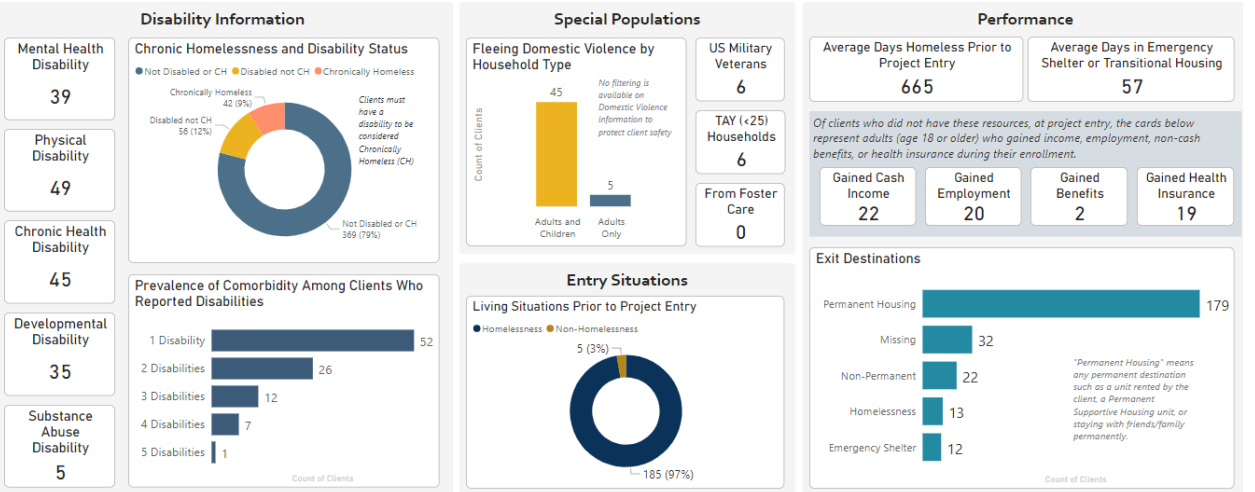 Disability Information
Mental Health
Disability
39
Physical
Disability
49
Chronic Health
Disability
45
Developmental
Disability
35
Substance
Abuse
Disability
5
Chronic Homelessness and Disability Status
Not Disabled or CH Disabled not CH Chronically Homeless
Chronically Homeless
42 (9%)
Disabled not CH
56 (12%)
Not Disabled or CH
369 (79%)
Clients must
have a
disability to be
considered
Chronically
Homeless (CH)
Prevalence of Comorbidity Among Clients Who
Reported Disabilities
1 Disability 52
2 Disabilities 26
3 Disabilities 12
4 Disabilities 7
5 Disabilities 1
Count of Clients
Special Populations
Fleeing Domestic Violence by
Household Type
No filtering is
available on
Domestic Violence
information to
protect client safety
Count of Clients
45
5
Adults and
Children
Adults
Only
US Military
Veterans
6
TAY (<25)
Households
6
From Foster
Care
0
Entry Situations
Living Situations Prior to Project Entry
Homelessness Non-Homelessness
5 (3%)
185 (97%)
Performance
Average Days Homeless Prior to
Project Entry
665
Average Days in Emergency
Shelter or Transitional Housing
57
Of clients who did not have these resources, at project entry, the cards below
represent adults (age 18 or older) who gained income, employment, non-cash
benefits, or health insurance during their enrollment.
Gained Cash
Income
22
Gained
Employment
20
Gained
Benefits
2
Gained Health
Insurance
19
Exit Destinations
Permanent Housing 179
Missing 32
Non-Permanent 22
Homelessness 13
Emergency Shelter 12
"Permanent Housing" means
any permanent destination
such as a unit rented by the
client, a Permanent
Supportive Housing unit, or
staying with friends/family
permanently.
Count of Clients